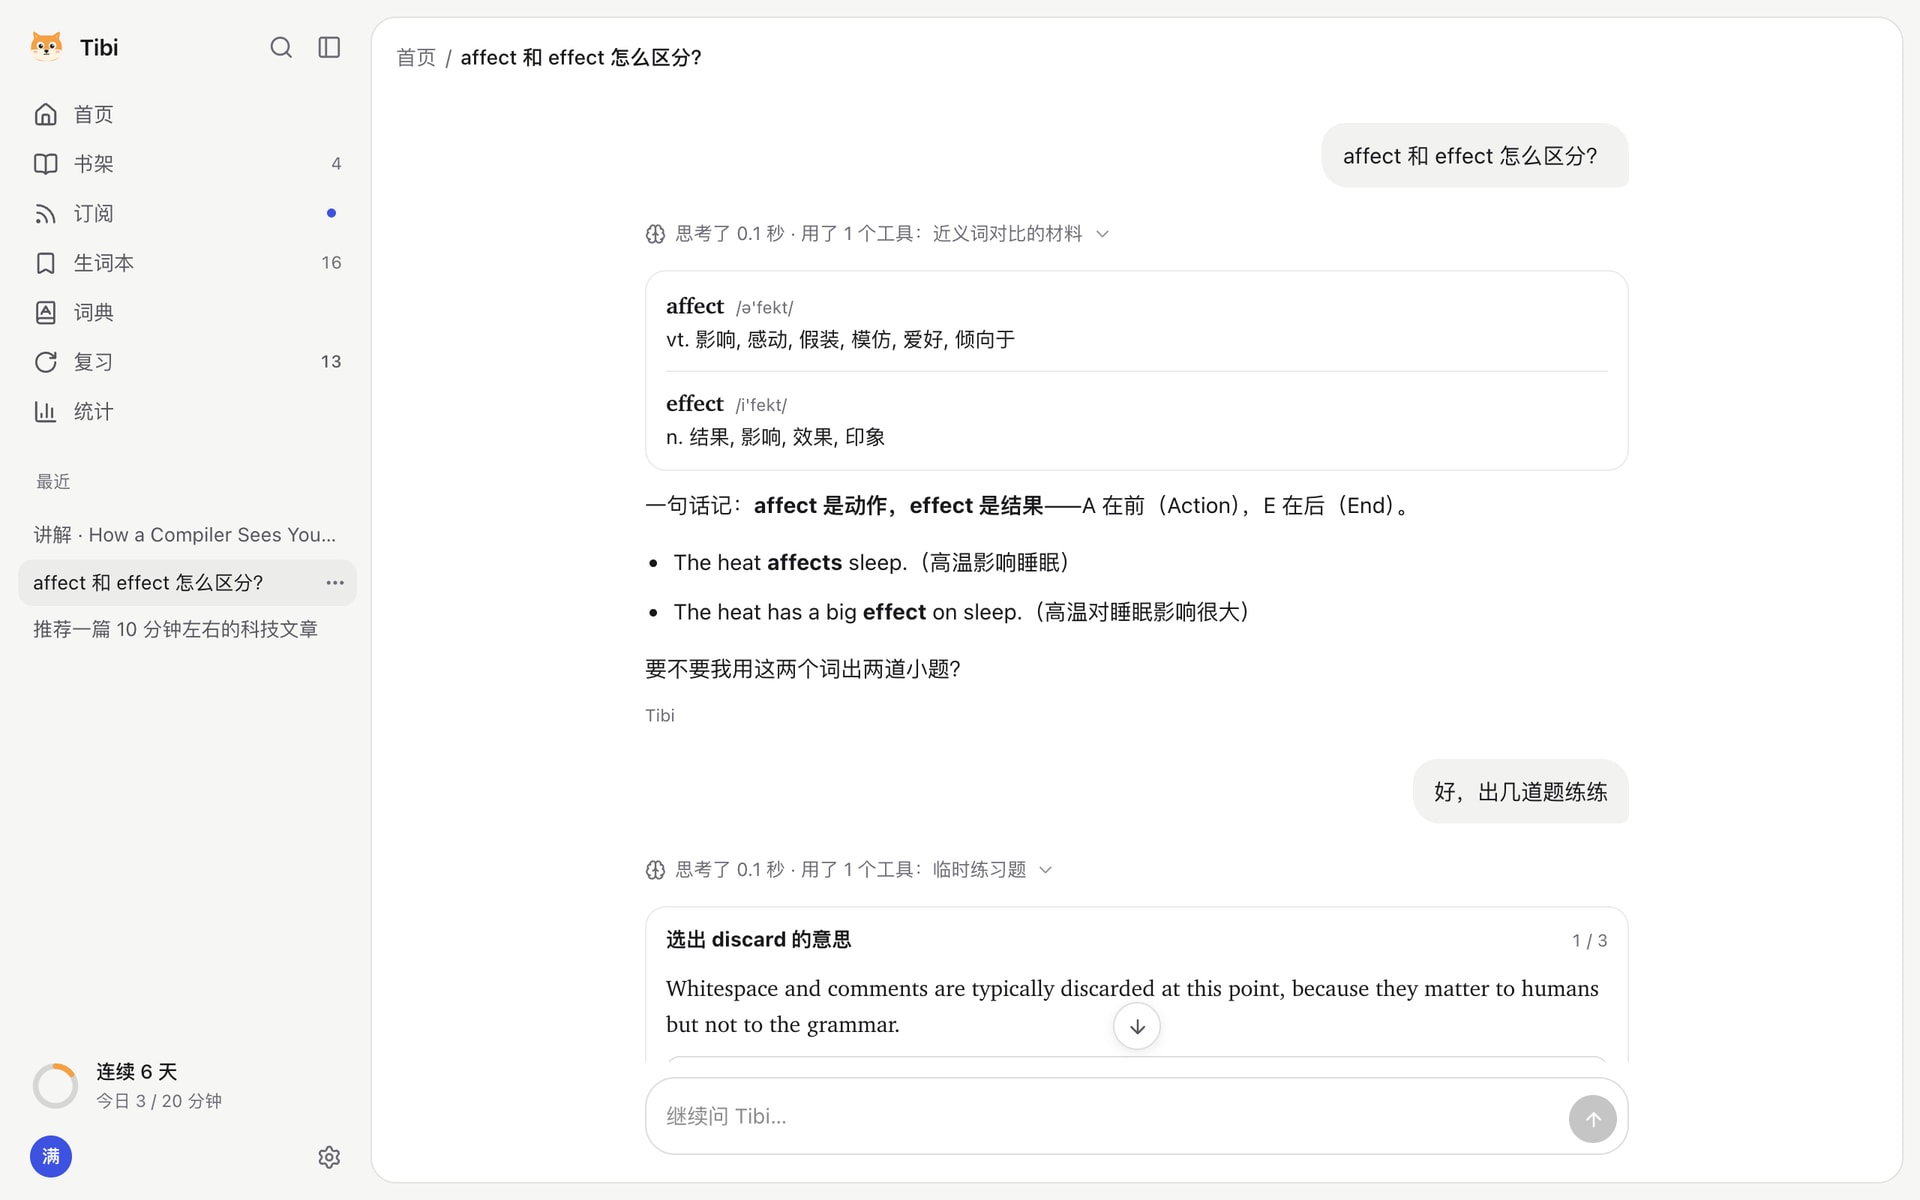 Tibi
首页
书架 4
订阅
生词本 16
词典
复习 13
统计
最近
讲解 · How a Compiler Sees You...
affect 和 effect 怎么区分?
推荐一篇 10 分钟左右的科技文章
连续 6 天
今日 3 / 20 分钟
满
首页 / affect 和 effect 怎么区分?
affect 和 effect 怎么区分?
思考了 0.1 秒 · 用了 1 个工具：近义词对比的材料
affect /ə'fekt/
vt. 影响, 感动, 假装, 模仿, 爱好, 倾向于
effect /i'fekt/
n. 结果, 影响, 效果, 印象
一句话记：affect 是动作，effect 是结果——A 在前（Action），E 在后（End）。
• The heat affects sleep.（高温影响睡眠）
• The heat has a big effect on sleep.（高温对睡眠影响很大）
要不要我用这两个词出两道小题?
Tibi
好，出几道题练练
思考了 0.1 秒 · 用了 1 个工具：临时练习题
选出 discard 的意思 1 / 3
Whitespace and comments are typically discarded at this point, because they matter to humans
but not to the grammar.
继续问 Tibi...